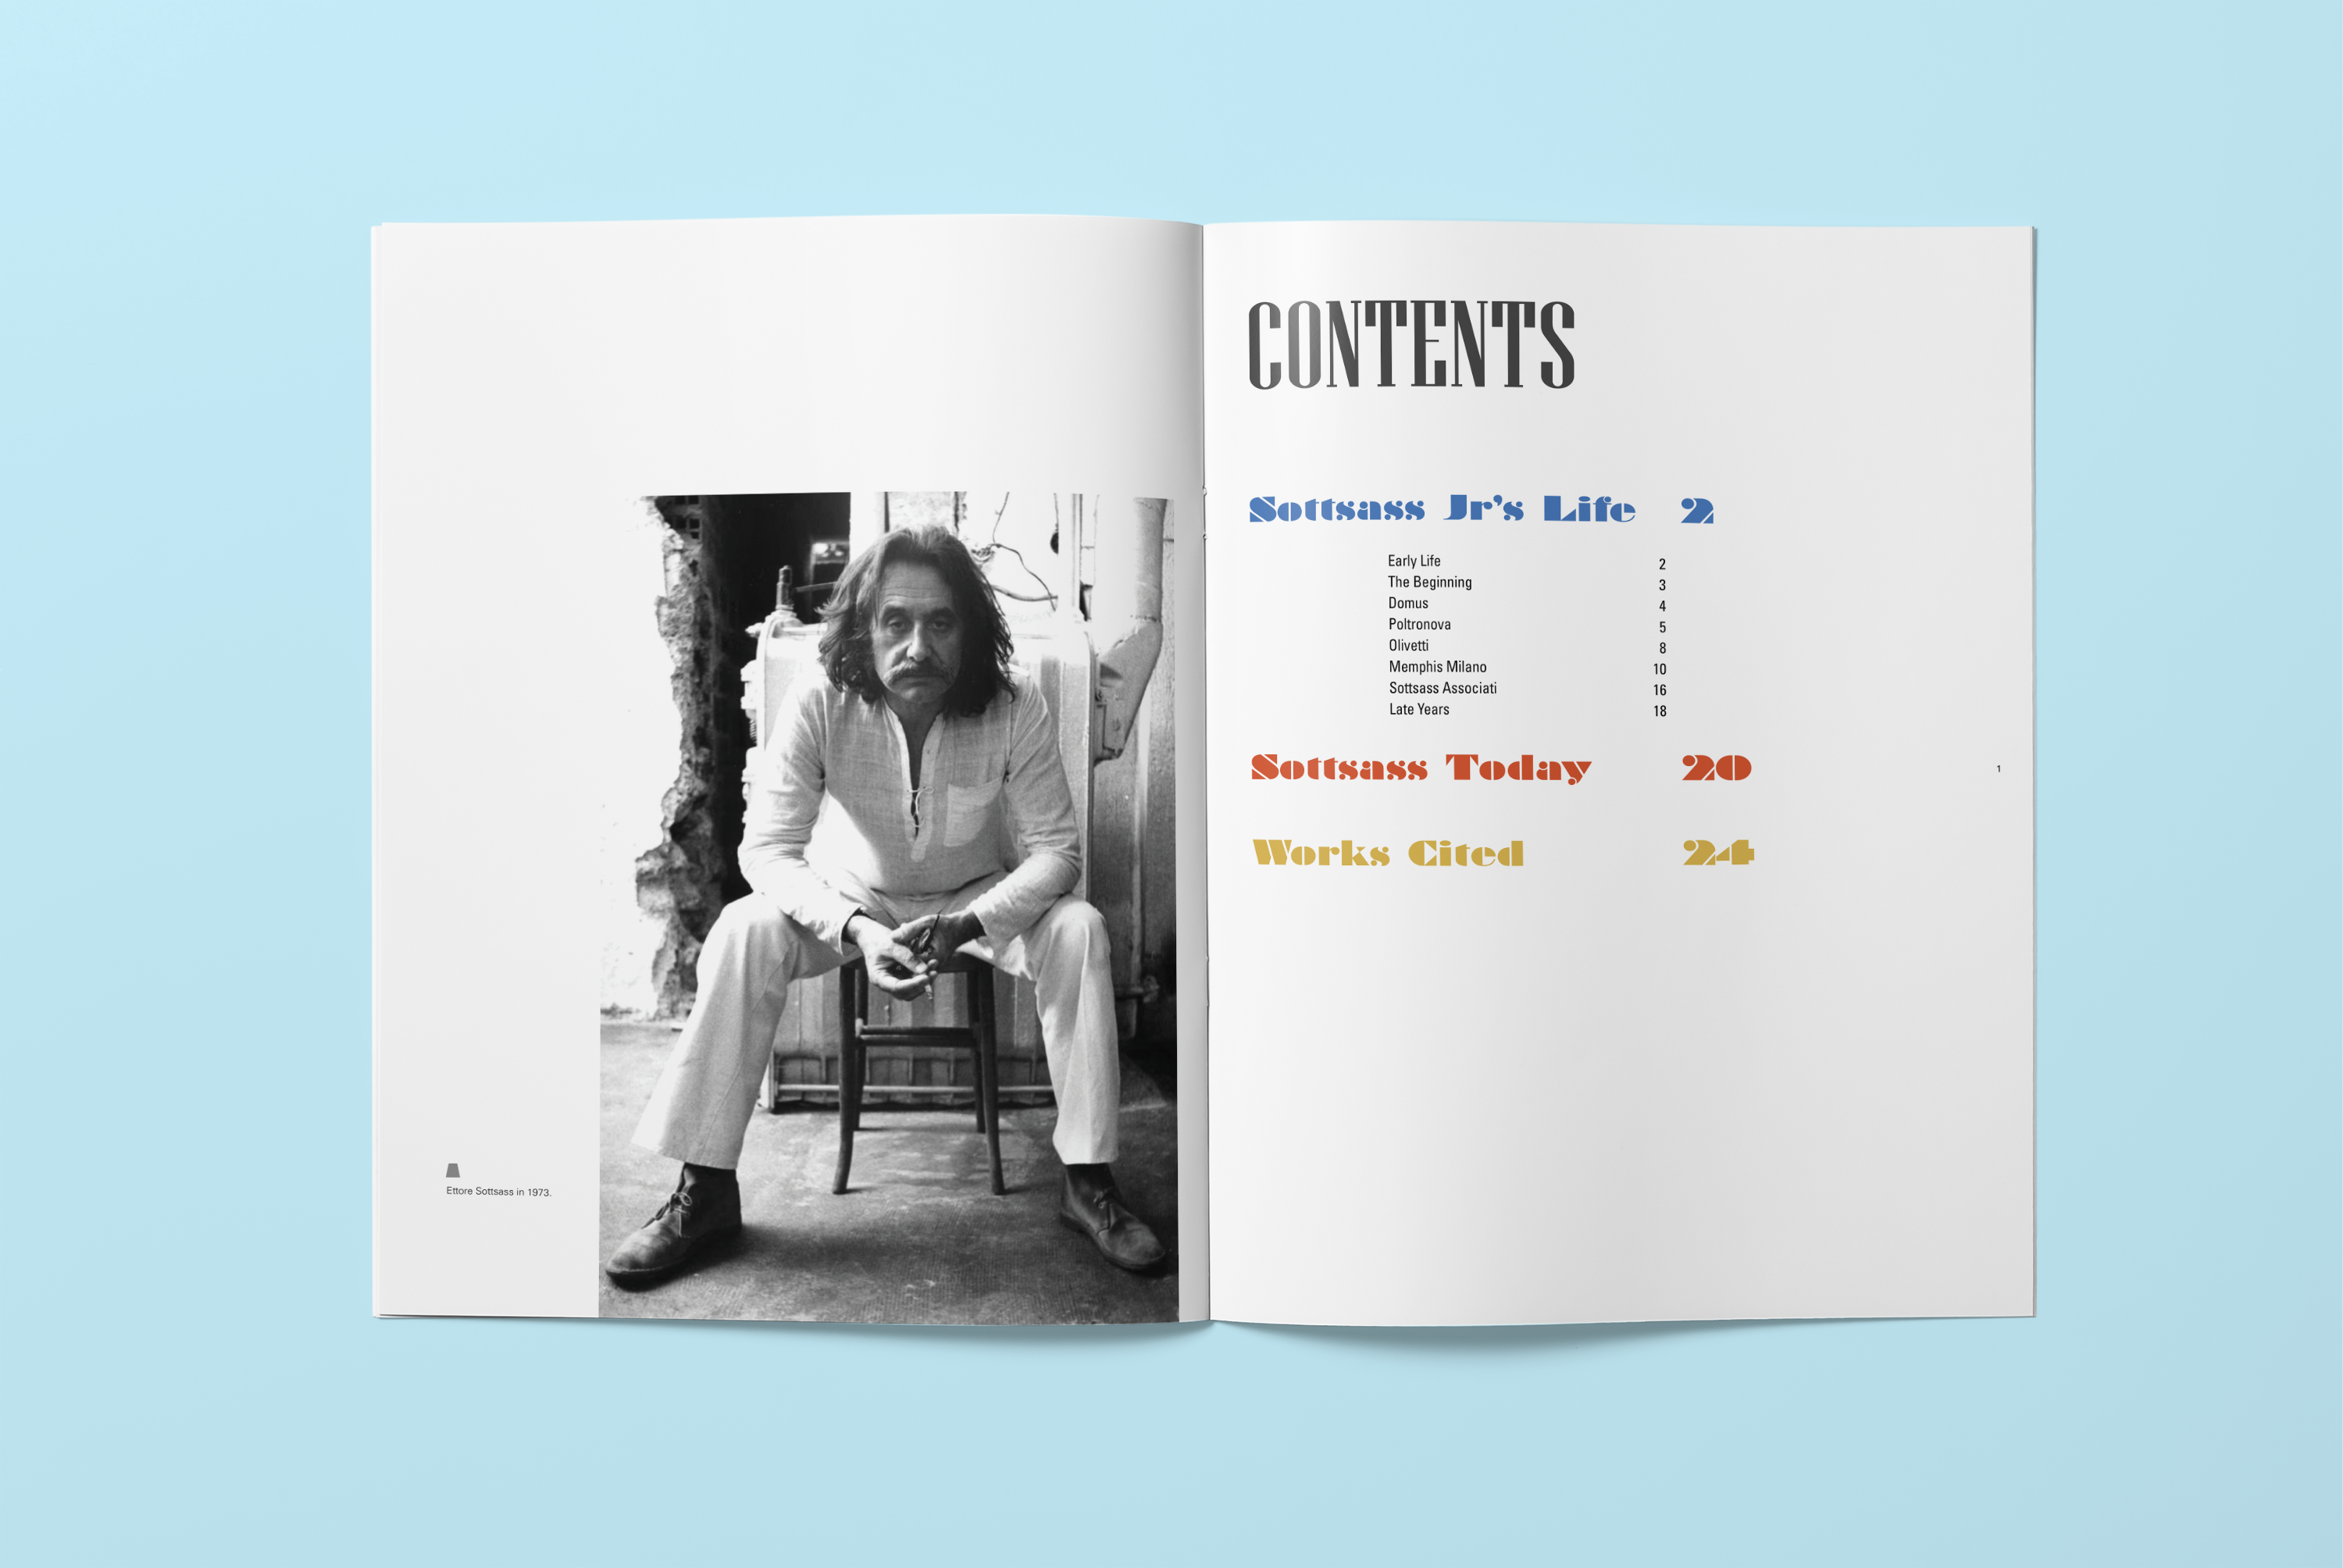 Ettore Sottsass in 1973.
CONTENTS
Sottsass Jr's Life 2
Early Life 2
The Beginning 3
Domus 4
Poltronova 5
Olivetti 8
Memphis Milano 10
Sottsass Associati 16
Late Years 18
Sottsass Today 20
1
Works Cited 24